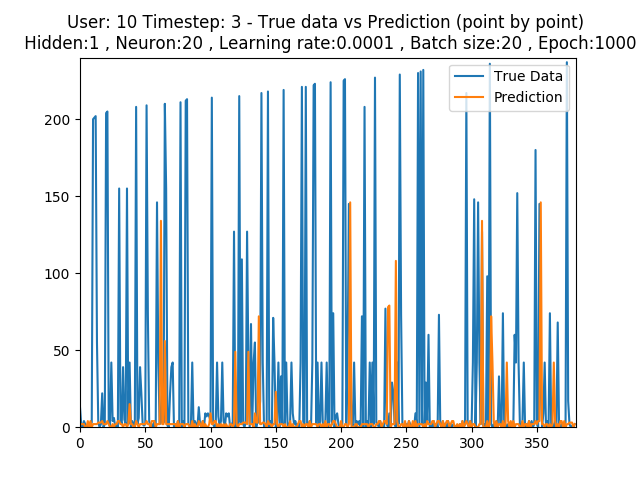 User: 10 Timestep: 3 - True data vs Prediction (point by point)
Hidden:1 , Neuron:20 , Learning rate:0.0001 , Batch size:20 , Epoch:1000
True Data
Prediction
200
150
100
50
0
0 50 100 150 200 250 300 350